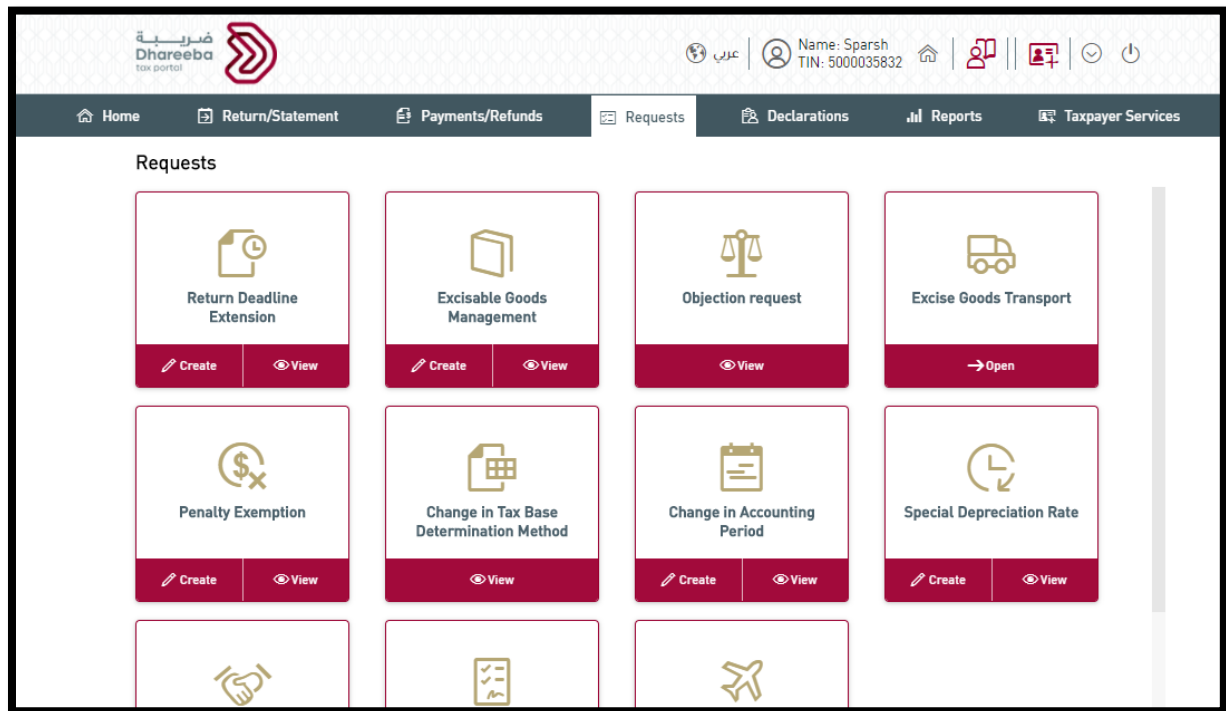 ضريبة
Dhareeba
tax portal
عربي
Name: Sparsh
TIN: 5000035832
Home
Return/Statement
Payments/Refunds
Requests
Declarations
Reports
Taxpayer Services
Requests
Return Deadline
Extension
Create
View
Excisable Goods
Management
Create
View
Objection request
View
Excise Goods Transport
Open
Penalty Exemption
Create
View
Change in Tax Base
Determination Method
View
Change in Accounting
Period
Create
View
Special Depreciation Rate
Create
View